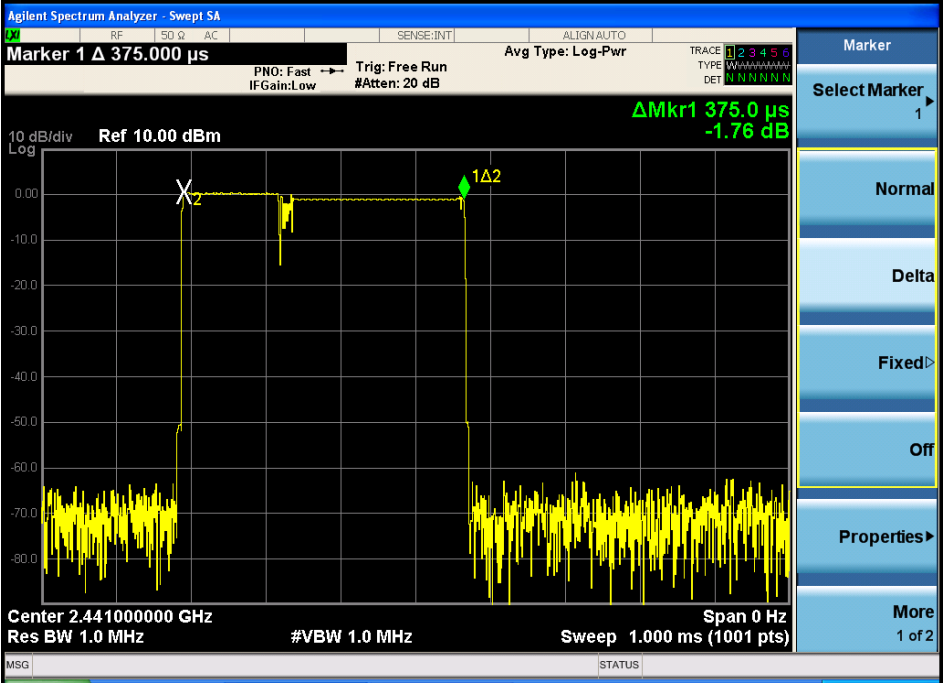 Agilent Spectrum Analyzer - Swept SA
LXI RF 50 Ω AC SENSE:INT ALIGN AUTO
Marker 1 Δ 375.000 µs
PNO: Fast
IFGain:Low
Trig: Free Run
#Atten: 20 dB
Avg Type: Log-Pwr
TRACE 1 2 3 4 5 6
TYPE WWWWWW
DET N N N N N N
ΔMkr1 375.0 µs
-1.76 dB
10 dB/div Ref 10.00 dBm
Log
1Δ2
2
0.00
-10.0
-20.0
-30.0
-40.0
-50.0
-60.0
-70.0
-80.0
Center 2.441000000 GHz Span 0 Hz
Res BW 1.0 MHz #VBW 1.0 MHz Sweep 1.000 ms (1001 pts)
MSG STATUS
Marker
Select Marker
1
Normal
Delta
Fixed
Off
Properties
More
1 of 2